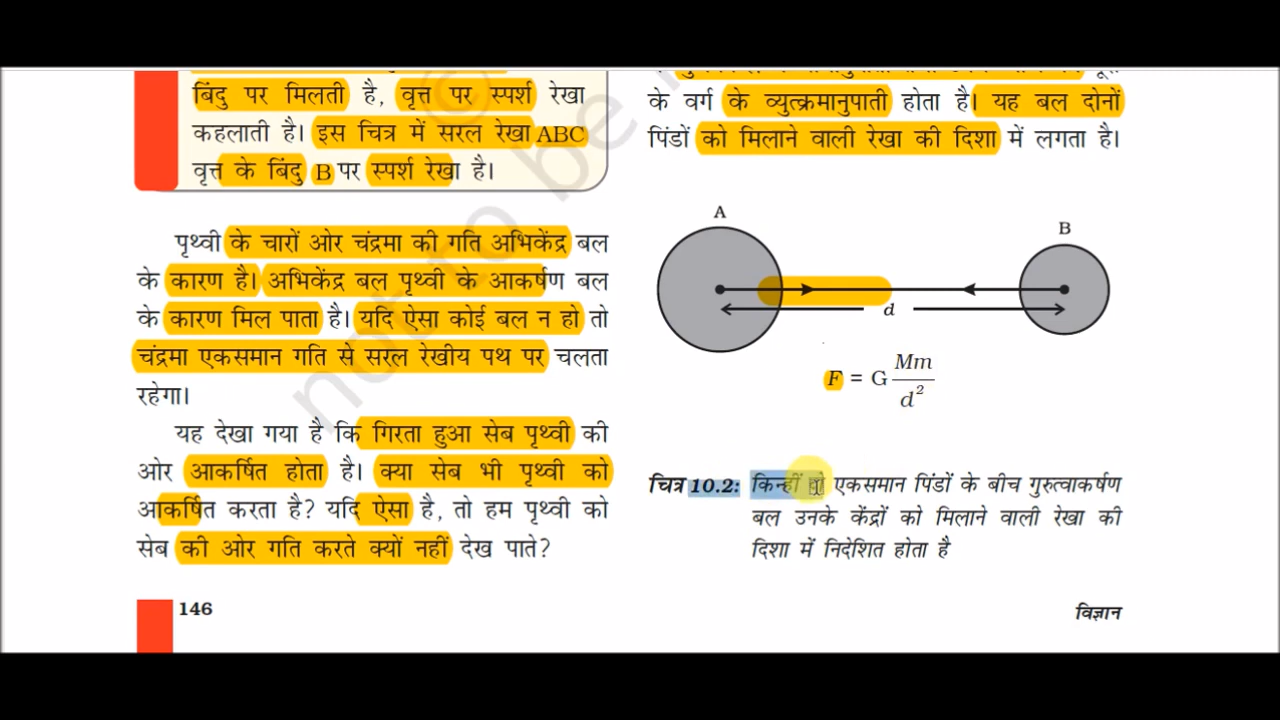 बिंदु पर मिलती है, वृत्त पर स्पर्श रेखा
कहलाती है। इस चित्र में सरल रेखा ABC
वृत्त के बिंदु B पर स्पर्श रेखा है।
पृथ्वी के चारों ओर चंद्रमा की गति अभिकेंद्र बल
के कारण है। अभिकेंद्र बल पृथ्वी के आकर्षण बल
के कारण मिल पाता है। यदि ऐसा कोई बल न हो तो
चंद्रमा एकसमान गति से सरल रेखीय पथ पर चलता
रहेगा।
यह देखा गया है कि गिरता हुआ सेब पृथ्वी की
ओर आकर्षित होता है। क्या सेब भी पृथ्वी को
आकर्षित करता है? यदि ऐसा है, तो हम पृथ्वी को
सेब की ओर गति करते क्यों नहीं देख पाते?
146
के वर्ग के व्युत्क्रमानुपाती होता है। यह बल दोनों
पिंडों को मिलाने वाली रेखा की दिशा में लगता है।
A
B
d
F = G Mm
d²
चित्र 10.2: किन्हीं दो एकसमान पिंडों के बीच गुरुत्वाकर्षण
बल उनके केंद्रों को मिलाने वाली रेखा की
दिशा में निदेशित होता है
विज्ञान
not to be
©